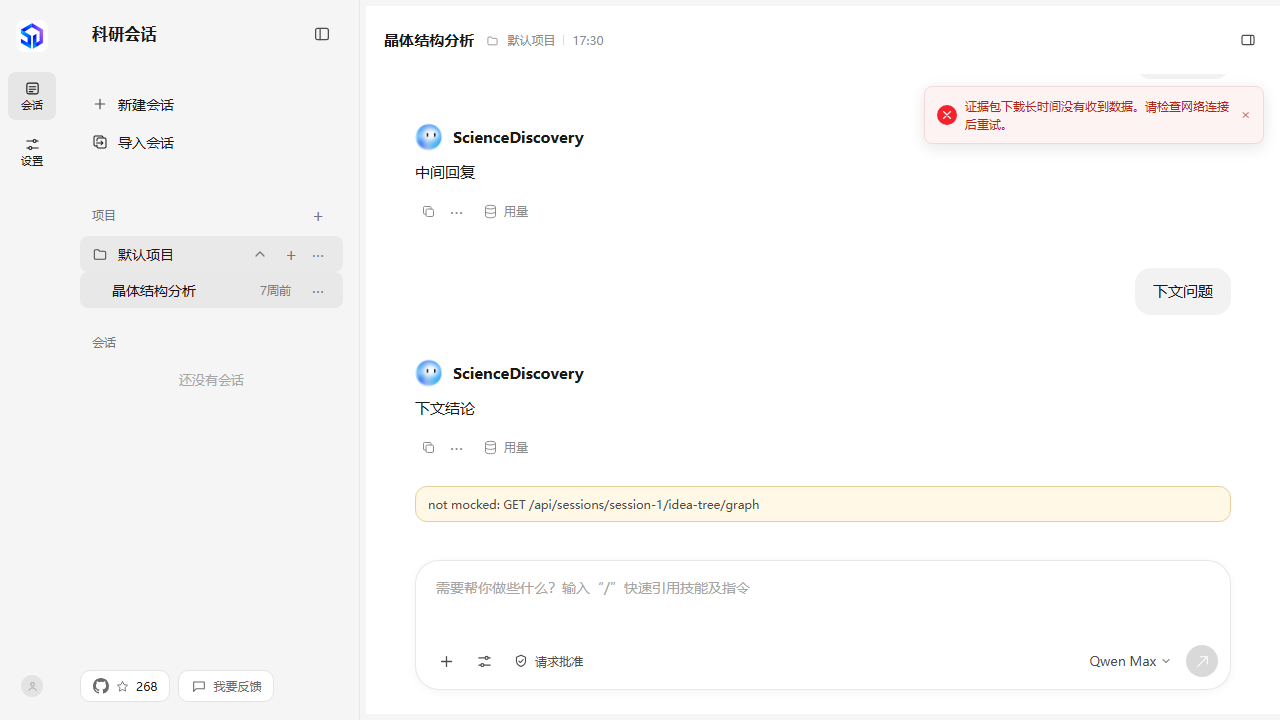 科研会话
会话
设置
新建会话
导入会话
项目
默认项目
晶体结构分析 7周前
会话
还没有会话
268 我要反馈
晶体结构分析 默认项目 17:30
证据包下载长时间没有收到数据。请检查网络连接
后重试。
ScienceDiscovery
中间回复
用量
下文问题
ScienceDiscovery
下文结论
用量
not mocked: GET /api/sessions/session-1/idea-tree/graph
需要帮你做些什么？输入“/”快速引用技能及指令
请求批准 Qwen Max